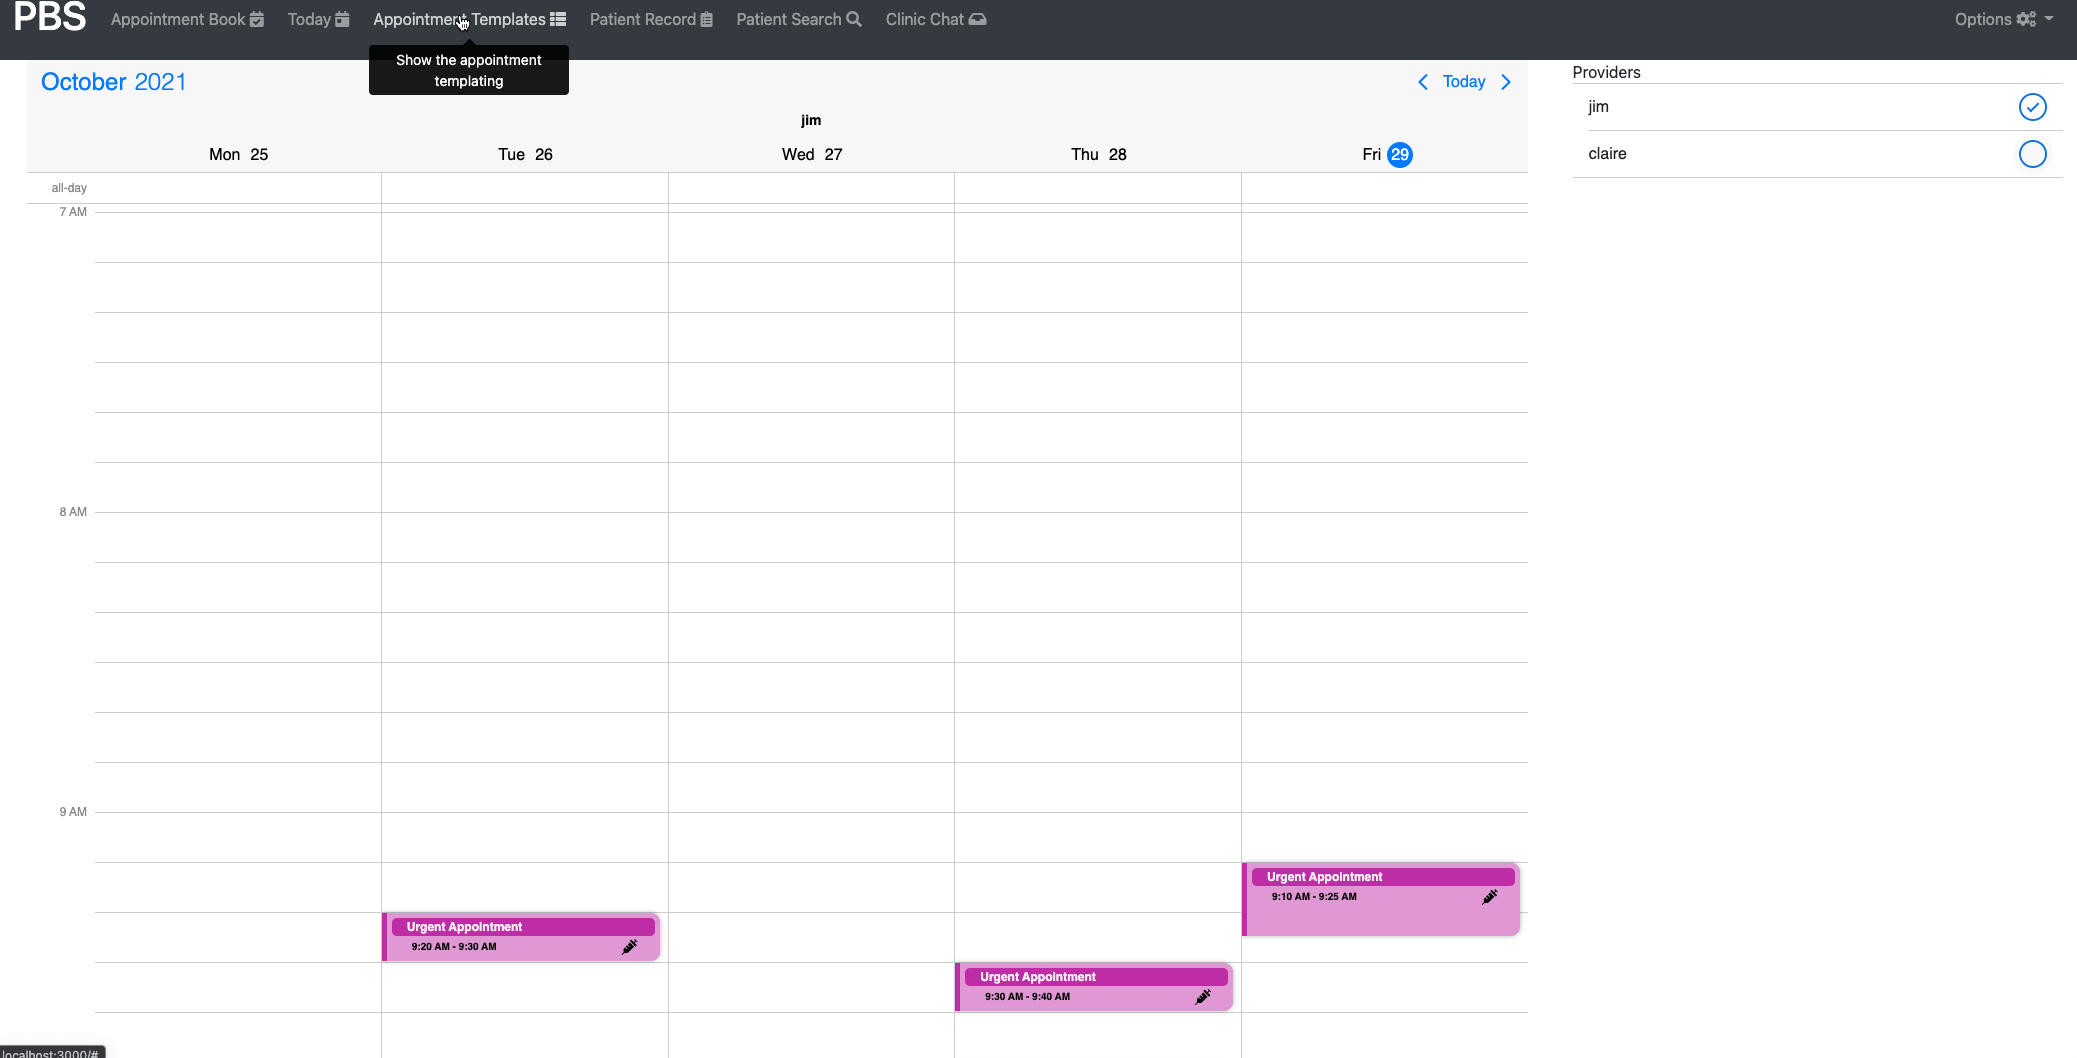 PBS Appointment Book Today Appointment Templates Patient Record Patient Search Clinic Chat Options
Show the appointment
templating
October 2021 Today
jim
Mon 25 Tue 26 Wed 27 Thu 28 Fri 29
all-day
7 AM
8 AM
9 AM
Urgent Appointment
9:10 AM - 9:25 AM
Urgent Appointment
9:20 AM - 9:30 AM
Urgent Appointment
9:30 AM - 9:40 AM
Providers
jim
claire
localhost:3000/#